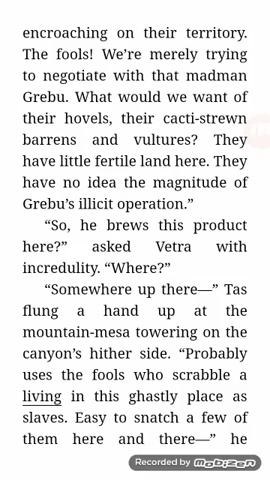 encroaching on their territory.
The fools! We’re merely trying
to negotiate with that madman
Grebu. What would we want of
their hovels, their cacti-strewn
barrens and vultures? They
have little fertile land here. They
have no idea the magnitude of
Grebu’s illicit operation.”
“So, he brews this product
here?” asked Vetra with
incredulity. “Where?”
“Somewhere up there—” Tas
flung a hand up at the
mountain-mesa towering on the
canyon’s hither side. “Probably
uses the fools who scrabble a
living in this ghastly place as
slaves. Easy to snatch a few of
them here and there—” he
Recorded by Mobizen